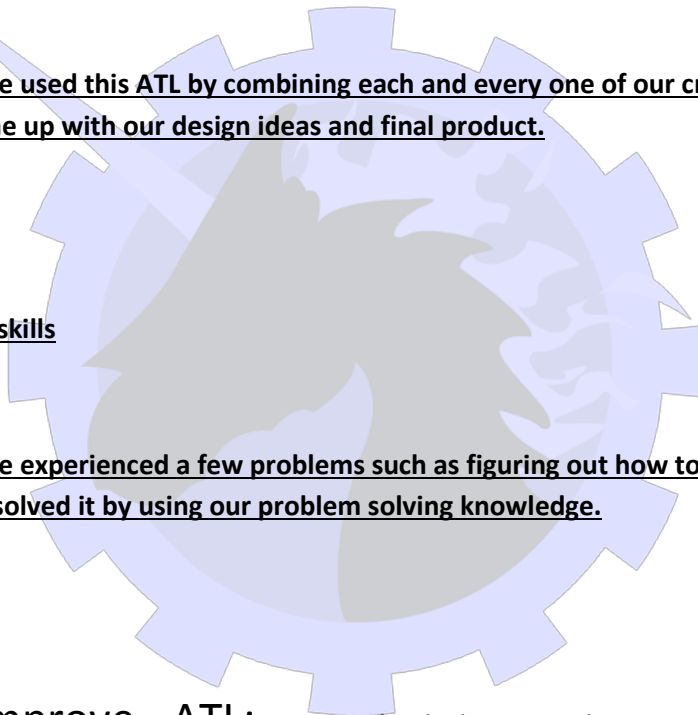 e used this ATL by combining each and every one of our cr
e up with our design ideas and final product.
skills
e experienced a few problems such as figuring out how to
solved it by using our problem solving knowledge.
mprove ATL: